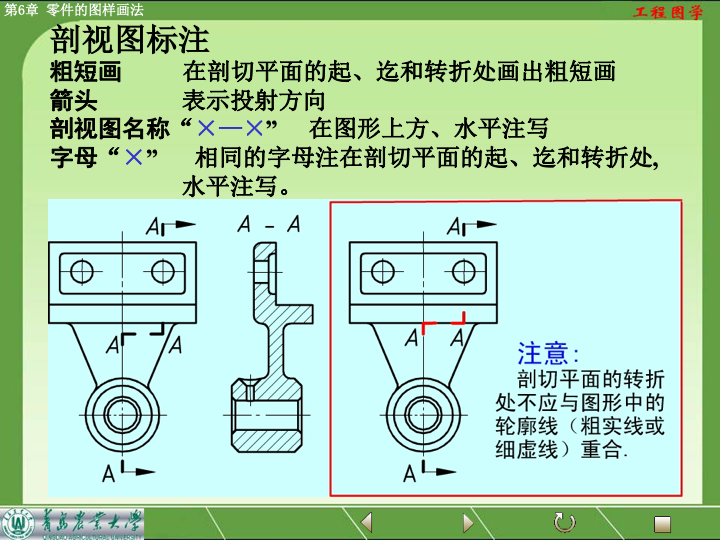 第6章 零件的图样画法
工程图学
剖视图标注
粗短画 在剖切平面的起、迄和转折处画出粗短画
箭头 表示投射方向
剖视图名称“×—×” 在图形上方、水平注写
字母“×” 相同的字母注在剖切平面的起、迄和转折处,
水平注写。
A
A - A
A
A A
A A
注意:
剖切平面的转折
处不应与图形中的
轮廓线（粗实线或
细虚线）重合.
A
A
青岛农业大学